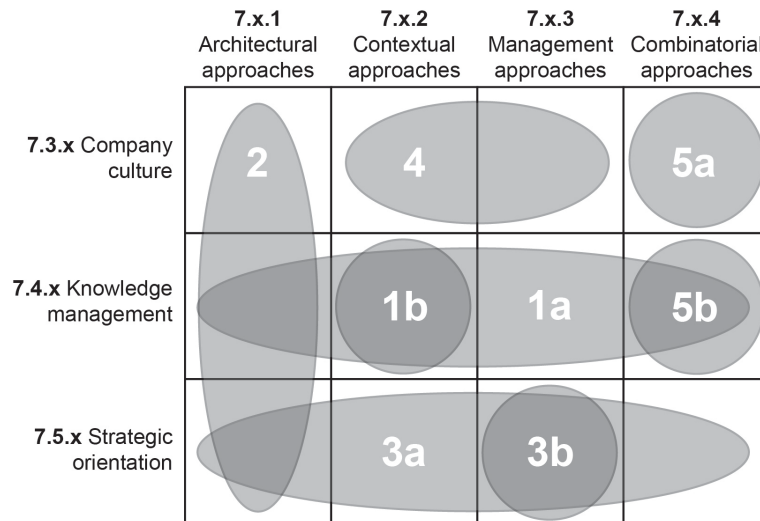 7.x.1
Architectural
approaches
7.x.2
Contextual
approaches
7.x.3
Management
approaches
7.x.4
Combinatorial
approaches
7.3.x Company
culture
2
4
5a
7.4.x Knowledge
management
1b
1a
5b
7.5.x Strategic
orientation
3a
3b